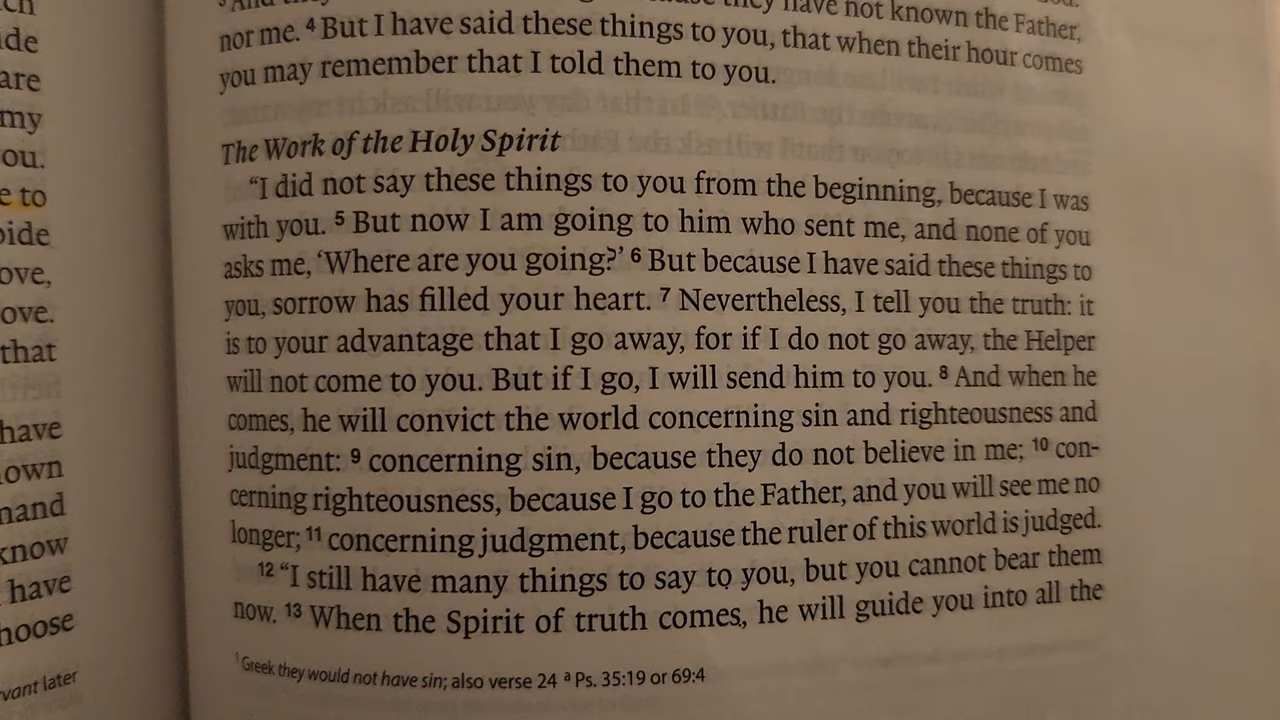 ch
ide
are
my
ou.
e to
bide
ove,
ove.
that
have
own
mand
know
have
hoose
vant later
they have not known the Father,
nor me. 4 But I have said these things to you, that when their hour comes
you may remember that I told them to you.
The Work of the Holy Spirit
“I did not say these things to you from the beginning, because I was
with you. 5 But now I am going to him who sent me, and none of you
asks me, ‘Where are you going?’ 6 But because I have said these things to
you, sorrow has filled your heart. 7 Nevertheless, I tell you the truth: it
is to your advantage that I go away, for if I do not go away, the Helper
will not come to you. But if I go, I will send him to you. 8 And when he
comes, he will convict the world concerning sin and righteousness and
judgment: 9 concerning sin, because they do not believe in me; 10 con-
cerning righteousness, because I go to the Father, and you will see me no
longer; 11 concerning judgment, because the ruler of this world is judged.
12 “I still have many things to say to you, but you cannot bear them
now. 13 When the Spirit of truth comes, he will guide you into all the
1 Greek they would not have sin; also verse 24 a Ps. 35:19 or 69:4